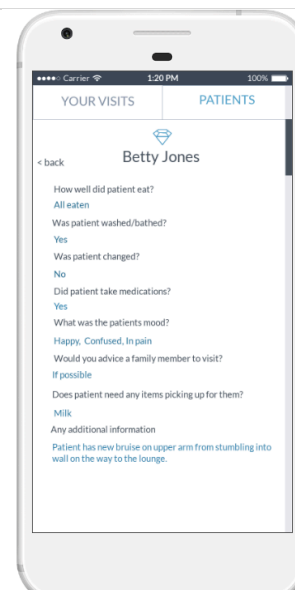 ●●●●○ Carrier 1:20 PM 100%
YOUR VISITS PATIENTS
Betty Jones
< back
How well did patient eat?
All eaten
Was patient washed/bathed?
Yes
Was patient changed?
No
Did patient take medications?
Yes
What was the patients mood?
Happy, Confused, In pain
Would you advice a family member to visit?
If possible
Does patient need any items picking up for them?
Milk
Any additional information
Patient has new bruise on upper arm from stumbling into
wall on the way to the lounge.